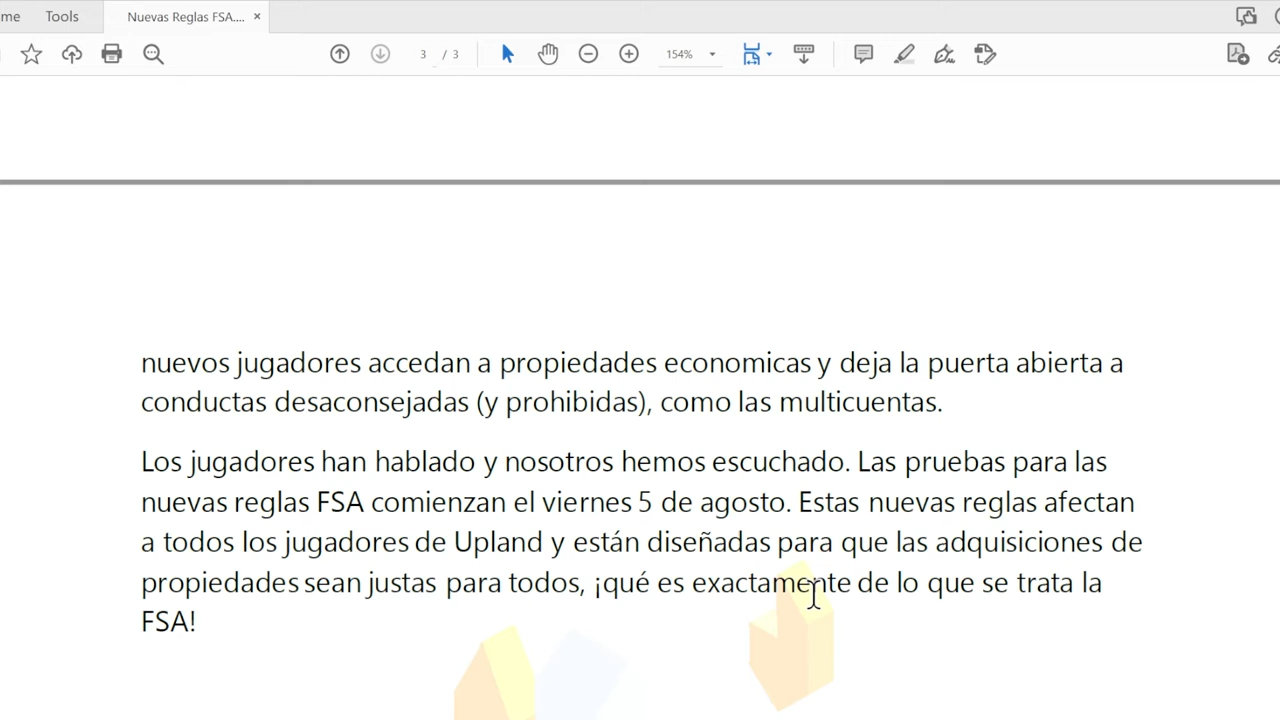 me Tools Nuevas Reglas FSA.... ×
3 / 3 154%
nuevos jugadores accedan a propiedades economicas y deja la puerta abierta a
conductas desaconsejadas (y prohibidas), como las multicuentas.
Los jugadores han hablado y nosotros hemos escuchado. Las pruebas para las
nuevas reglas FSA comienzan el viernes 5 de agosto. Estas nuevas reglas afectan
a todos los jugadores de Upland y están diseñadas para que las adquisiciones de
propiedades sean justas para todos, ¡qué es exactamente de lo que se trata la
FSA!